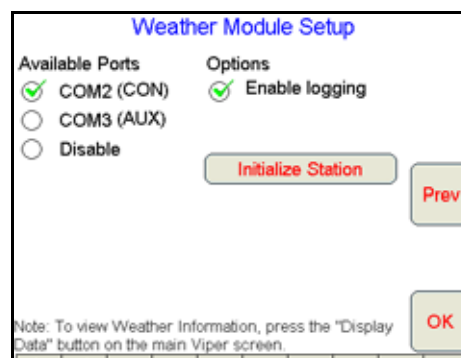 Weather Module Setup
Available Ports
Options
COM2 (CON)
Enable logging
COM3 (AUX)
Disable
Initialize Station
Prev
OK
Note: To view Weather Information, press the "Display
Data" button on the main Viper screen.